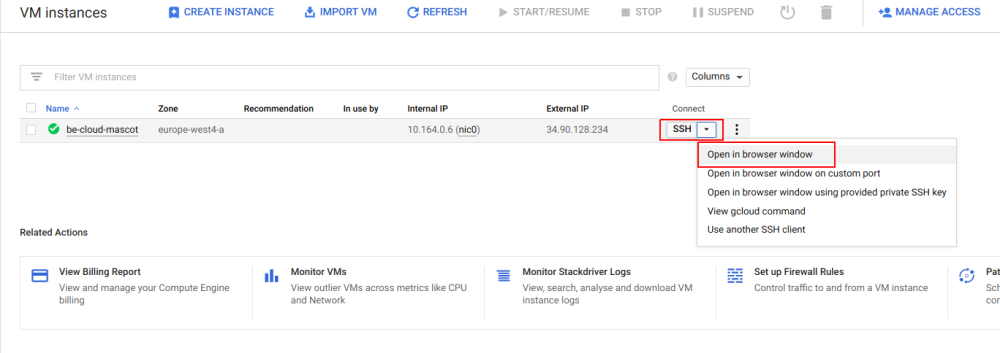 VM instances
CREATE INSTANCE
IMPORT VM
REFRESH
START/RESUME
STOP
SUSPEND
MANAGE ACCESS
Filter VM instances
Columns
Name
Zone
Recommendation
In use by
Internal IP
External IP
Connect
be-cloud-mascot
europe-west4-a
10.164.0.6 (nic0)
34.90.128.234
SSH
Open in browser window
Open in browser window on custom port
Open in browser window using provided private SSH key
View gcloud command
Use another SSH client
Related Actions
View Billing Report
View and manage your Compute Engine
billing
Monitor VMs
View outlier VMs across metrics like CPU
and Network
Monitor Stackdriver Logs
View, search, analyse and download VM
instance logs
Set up Firewall Rules
Control traffic to and from a VM instance
Pat
Sch
con